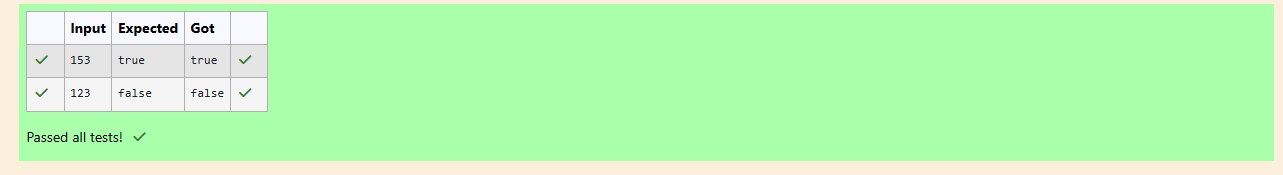 Input Expected Got
153 true true
123 false false
Passed all tests!